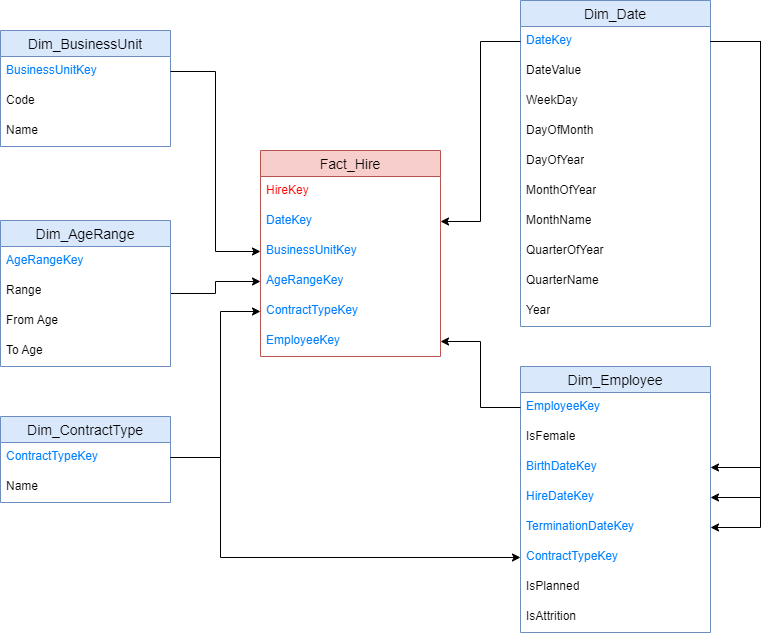 Dim_BusinessUnit
BusinessUnitKey
Code
Name
Dim_AgeRange
AgeRangeKey
Range
From Age
To Age
Dim_ContractType
ContractTypeKey
Name
Fact_Hire
HireKey
DateKey
BusinessUnitKey
AgeRangeKey
ContractTypeKey
EmployeeKey
Dim_Date
DateKey
DateValue
WeekDay
DayOfMonth
DayOfYear
MonthOfYear
MonthName
QuarterOfYear
QuarterName
Year
Dim_Employee
EmployeeKey
IsFemale
BirthDateKey
HireDateKey
TerminationDateKey
ContractTypeKey
IsPlanned
IsAttrition